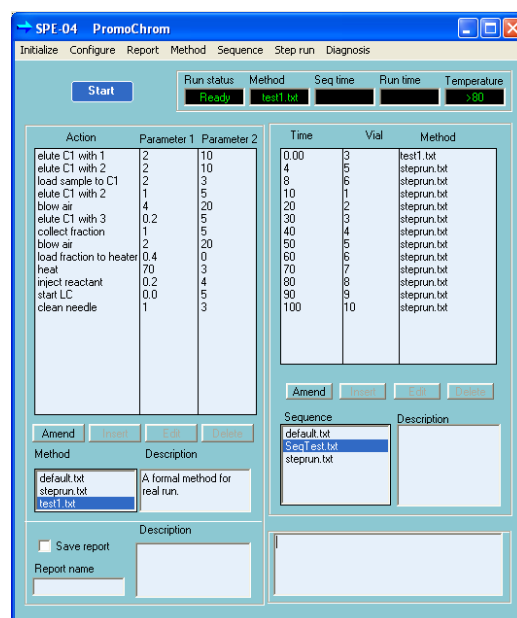 SPE-04 PromoChrom
Initialize Configure Report Method Sequence Step run Diagnosis
Start
Run status Method Seq time Run time Temperature
Ready test1.txt >80
Action Parameter 1 Parameter 2
elute C1 with 1 2 10
elute C1 with 2 2 10
load sample to C1 2 3
elute C1 with 2 1 5
blow air 4 20
elute C1 with 3 0.2 5
collect fraction 1 5
blow air 2 20
load fraction to heater 0.4 0
heat 70 3
inject reactant 0.2 4
start LC 0.0 5
clean needle 1 3
Amend Insert Edit Delete
Method Description
default.txt
steprun.txt
test1.txt
A formal method for
real run.
Save report
Report name
Description
Time Vial Method
0.00 3 test1.txt
4 5 steprun.txt
8 6 steprun.txt
10 1 steprun.txt
20 2 steprun.txt
30 3 steprun.txt
40 4 steprun.txt
50 5 steprun.txt
60 6 steprun.txt
70 7 steprun.txt
80 8 steprun.txt
90 9 steprun.txt
100 10 steprun.txt
Amend Insert Edit Delete
Sequence Description
default.txt
SeqTest.txt
steprun.txt